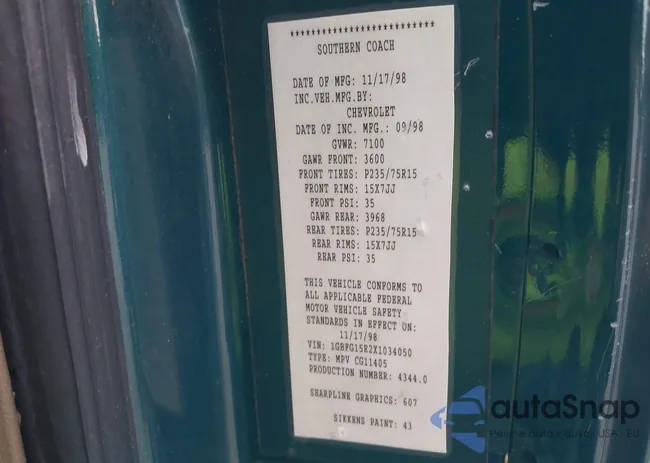 ****************************
SOUTHERN COACH
DATE OF MFG: 11/17/98
INC.VEH.MFG.BY:
CHEVROLET
DATE OF INC. MFG.: 09/98
GVWR: 7100
GAWR FRONT: 3600
FRONT TIRES: P235/75R15
FRONT RIMS: 15X7JJ
FRONT PSI: 35
GAWR REAR: 3968
REAR TIRES: P235/75R15
REAR RIMS: 15X7JJ
REAR PSI: 35
THIS VEHICLE CONFORMS TO
ALL APPLICABLE FEDERAL
MOTOR VEHICLE SAFETY
STANDARDS IN EFFECT ON:
11/17/98
VIN: 1GBFG15R2X1034050
TYPE: MPV CG11405
PRODUCTION NUMBER: 4344.0
SHARPLINE GRAPHICS: 607
SIKKENS PAINT: 43
autaSnap
USA - EU